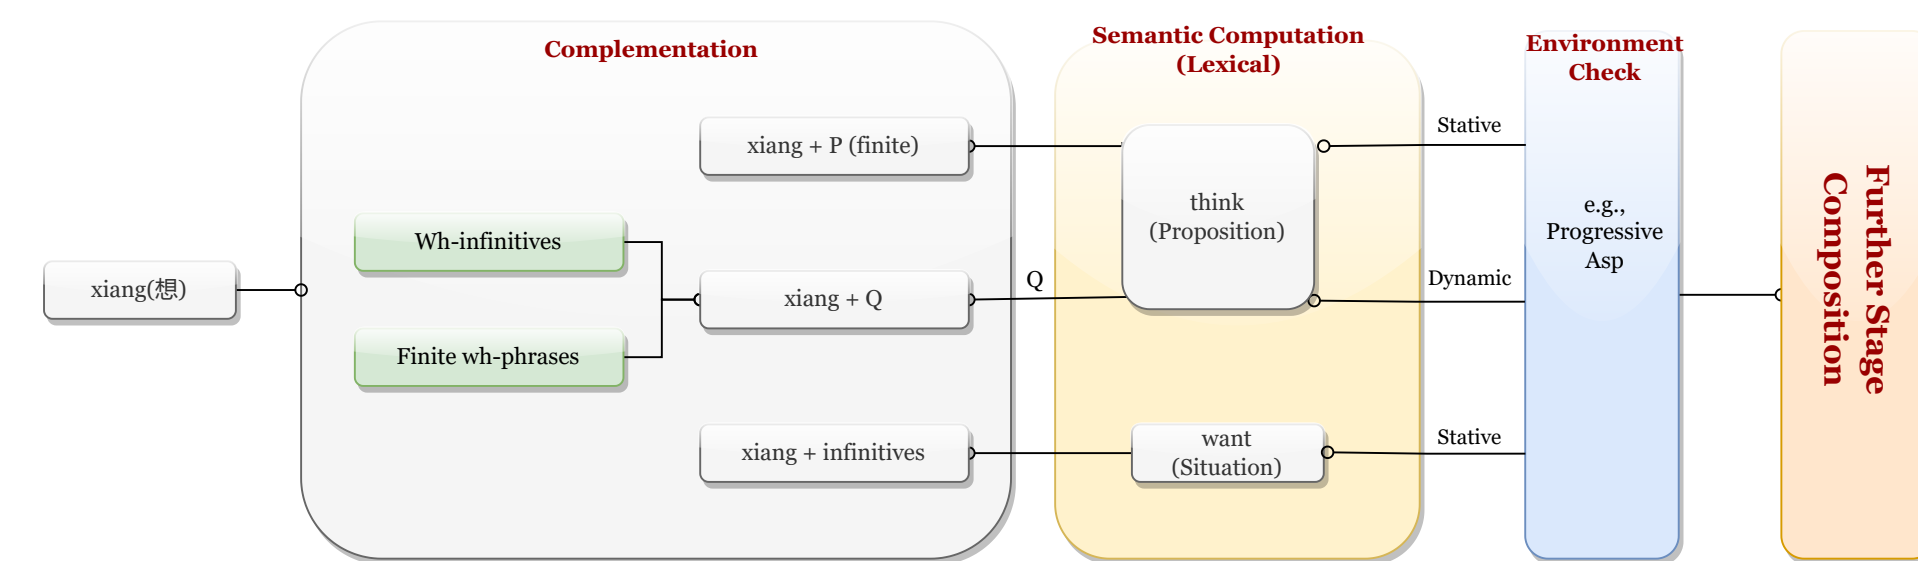 xiang(想)
Complementation
xiang + P (finite)
Wh-infinitives
xiang + Q
Finite wh-phrases
xiang + infinitives
Q
Semantic Computation
(Lexical)
think
(Proposition)
want
(Situation)
Stative
Dynamic
Stative
Environment
Check
e.g.,
Progressive
Asp
Further Stage
Composition